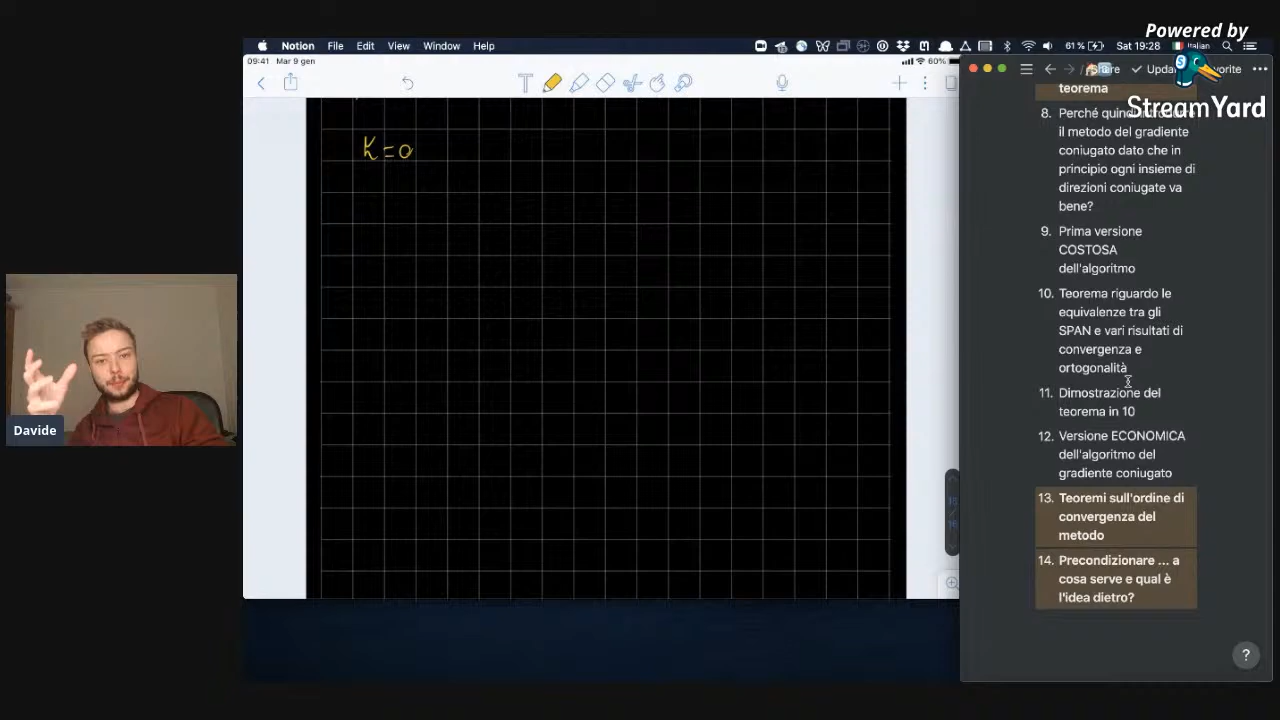 Powered by
StreamYard
Notion File Edit View Window Help
61 % Sat 19:28 Italian
09:41 Mar 9 gen
60%
T
K=0
Davide
teorema
8. Perché quindi
il metodo del gradiente
coniugato dato che in
principio ogni insieme di
direzioni coniugate va
bene?
9. Prima versione
COSTOSA
dell'algoritmo
10. Teorema riguardo le
equivalenze tra gli
SPAN e vari risultati di
convergenza e
ortogonalità
11. Dimostrazione del
teorema in 10
12. Versione ECONOMICA
dell'algoritmo del
gradiente coniugato
13. Teoremi sull'ordine di
convergenza del
metodo
14. Precondizionare ... a
cosa serve e qual è
l'idea dietro?
?